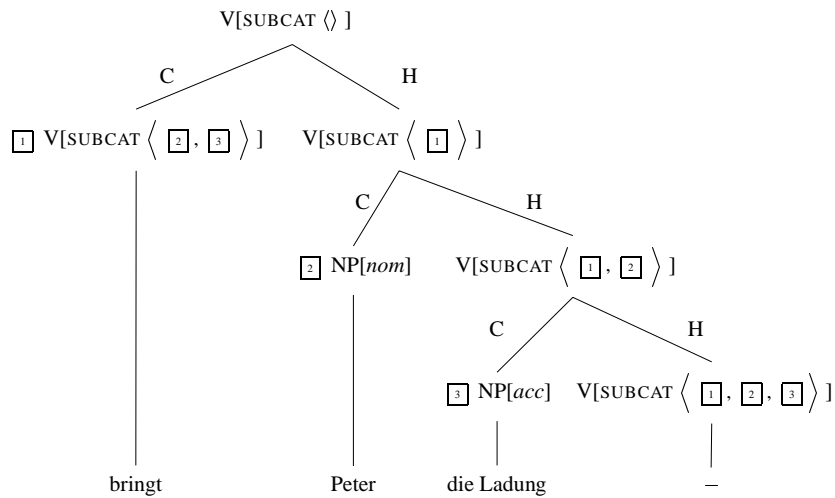 V[SUBCAT ⟨⟩ ]
C H
1 V[SUBCAT ⟨ 2 , 3 ⟩ ] V[SUBCAT ⟨ 1 ⟩ ]
C H
2 NP[nom] V[SUBCAT ⟨ 1 , 2 ⟩ ]
C H
3 NP[acc] V[SUBCAT ⟨ 1 , 2 , 3 ⟩ ]
bringt Peter die Ladung –